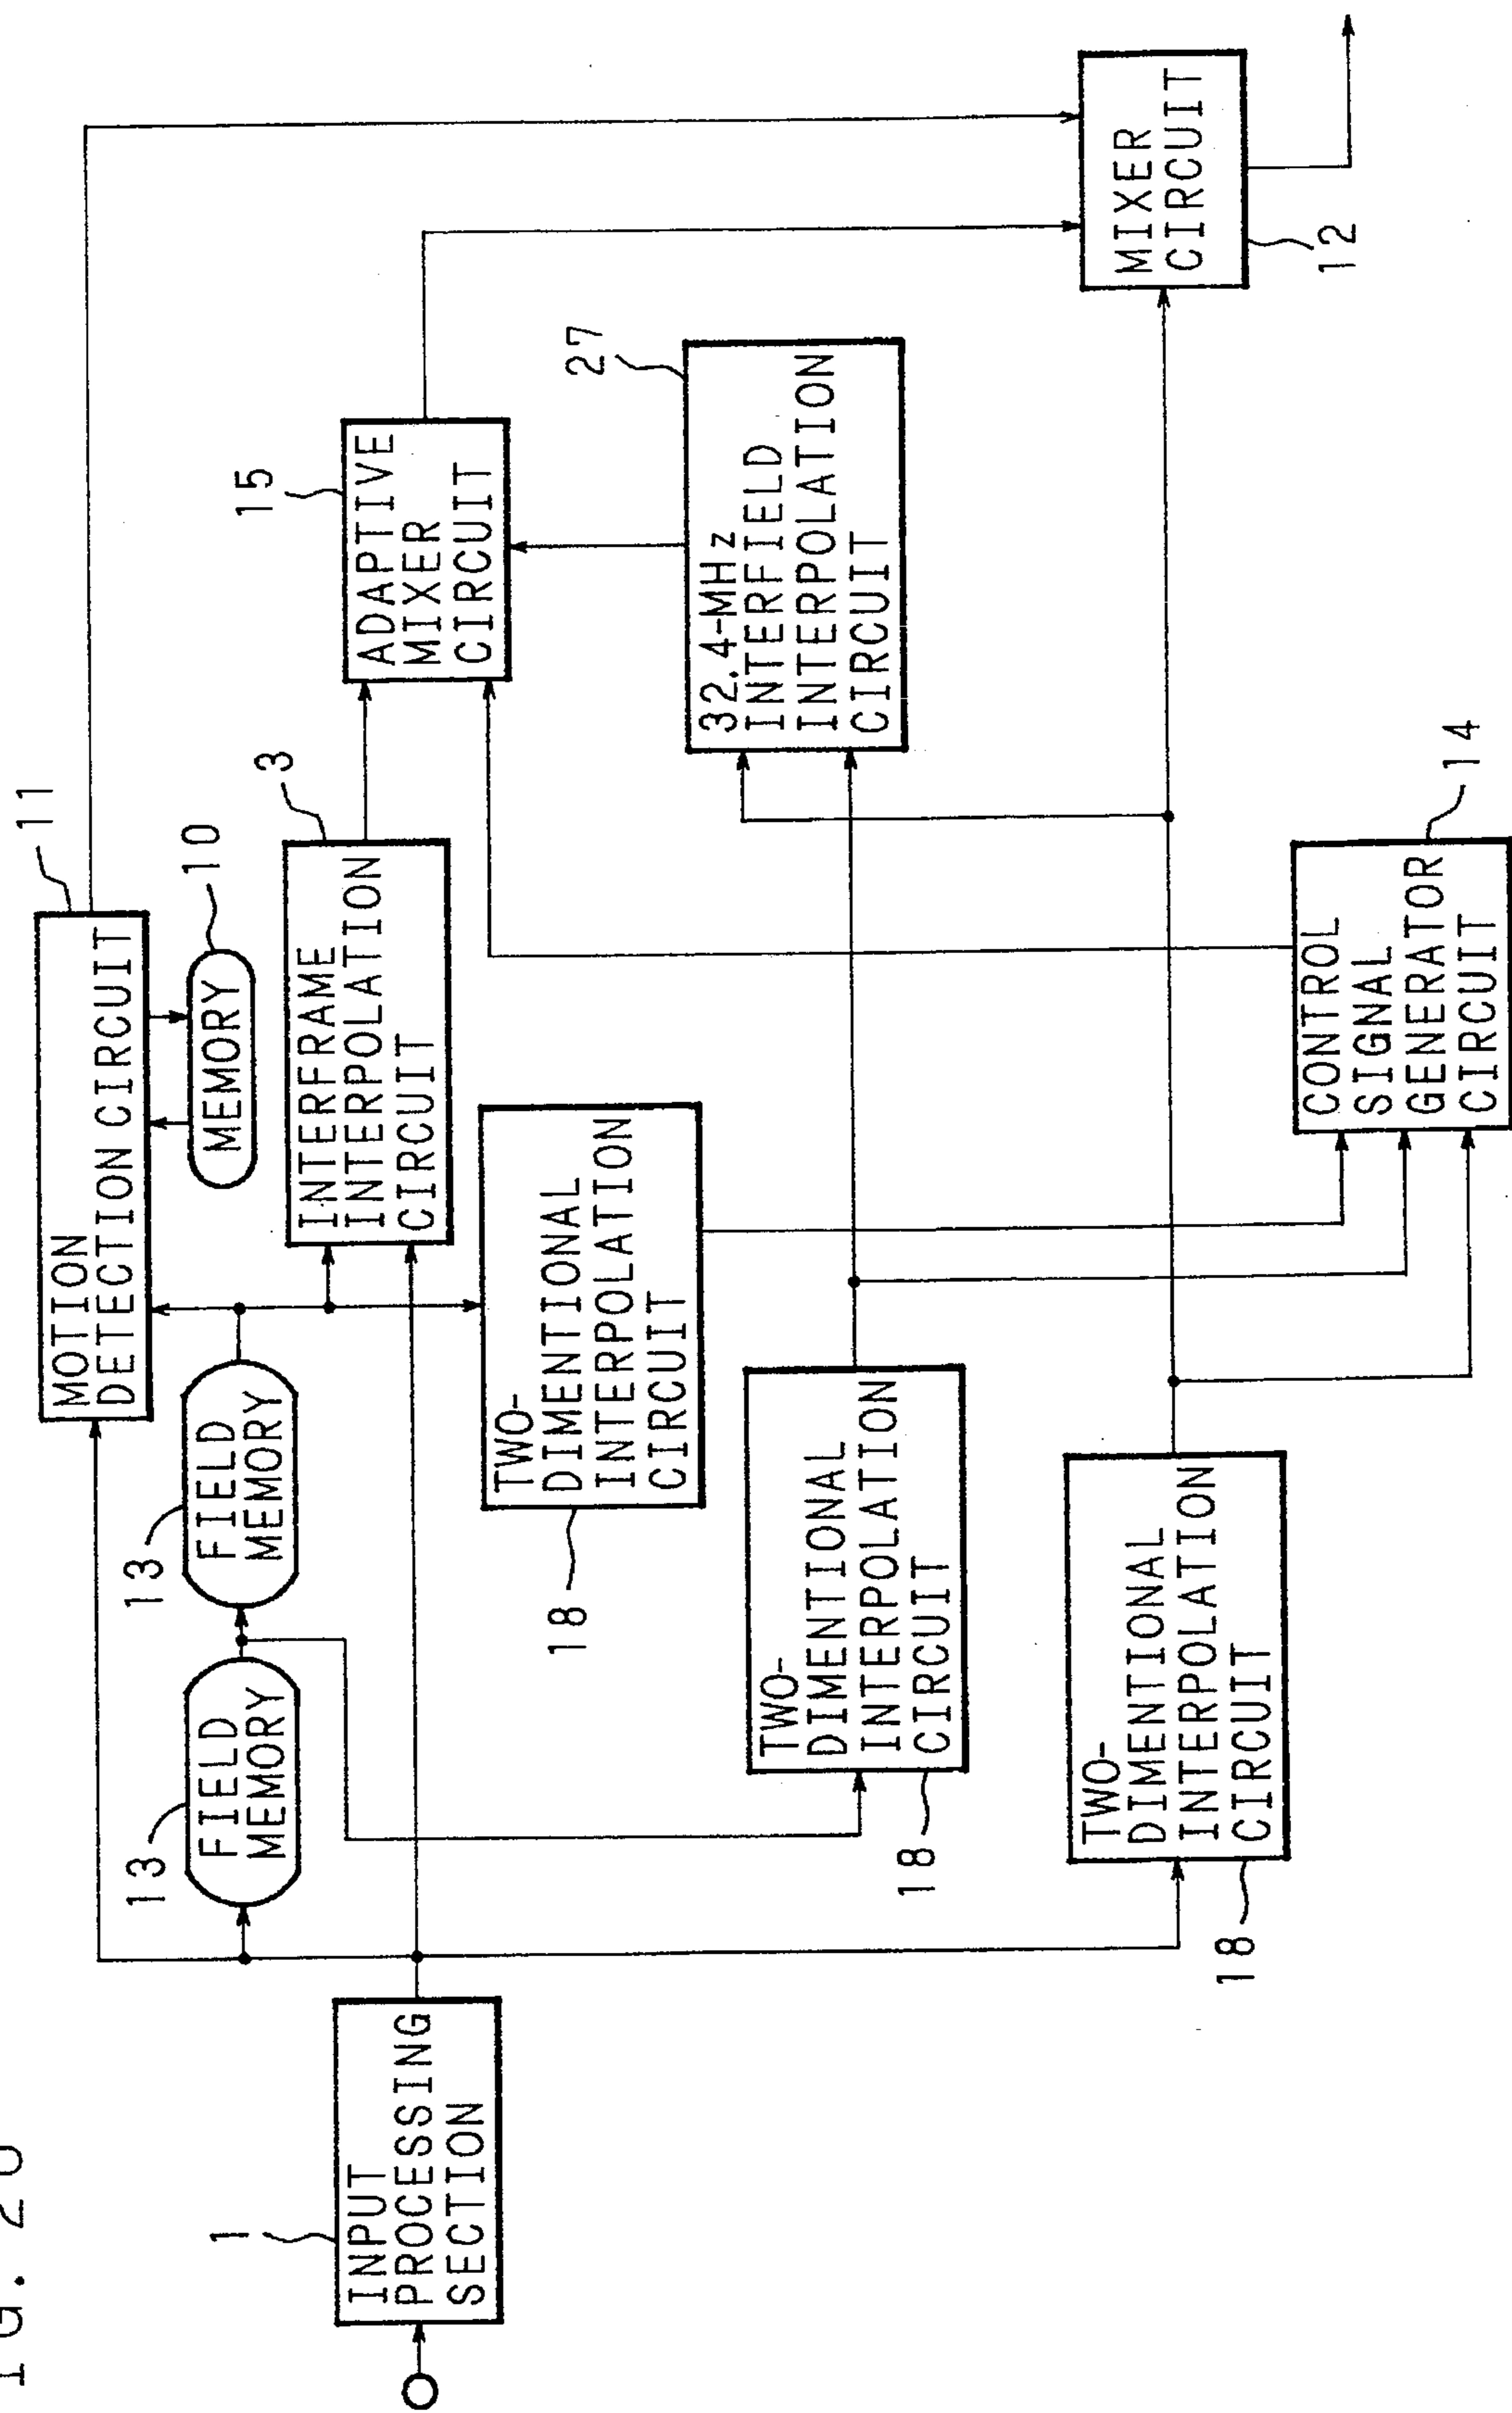 11
MOTION
DETECTION CIRCUIT
10
MEMORY
13
FIELD
MEMORY
13
FIELD
MEMORY
1
INPUT
PROCESSING
SECTION
3
INTERFRAME
INTERPOLATION
CIRCUIT
15
ADAPTIVE
MIXER
CIRCUIT
18
TWO-
DIMENTIONAL
INTERPOLATION
CIRCUIT
27
32.4-MHz
INTERFIELD
INTERPOLATION
CIRCUIT
18
TWO-
DIMENTIONAL
INTERPOLATION
CIRCUIT
18
TWO-
DIMENTIONAL
INTERPOLATION
CIRCUIT
MIXER
CIRCUIT
12
14
CONTROL
SIGNAL
GENERATOR
CIRCUIT